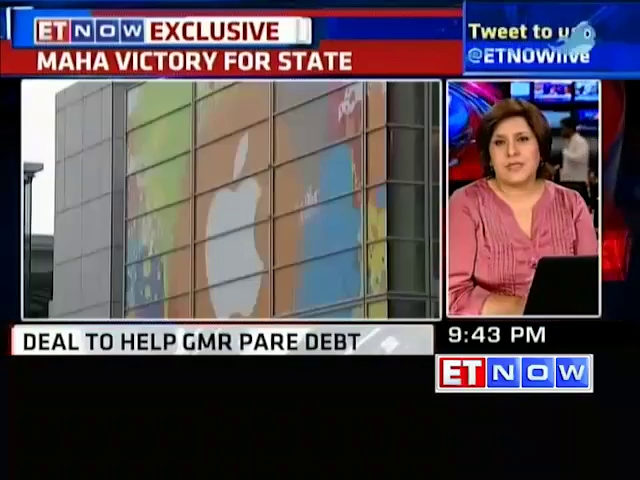 ET NOW EXCLUSIVE
MAHA VICTORY FOR STATE
Tweet to us
@ETNOWlive
DEAL TO HELP GMR PARE DEBT
9:43 PM
ET NOW